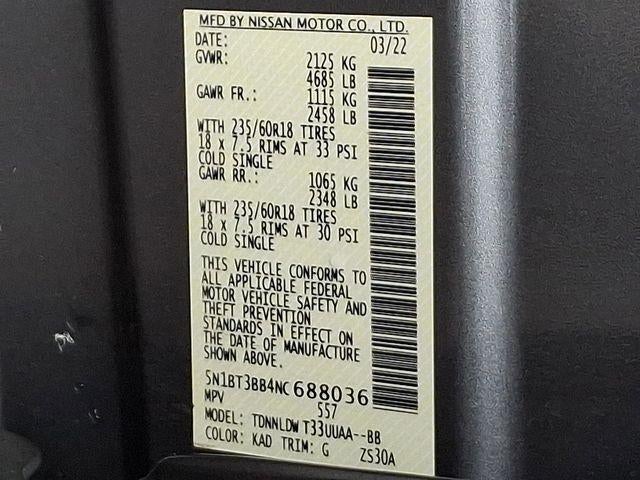 MFD BY NISSAN MOTOR CO., LTD.
DATE: 03/22
GVWR: 2125 KG
4685 LB
GAWR FR.: 1115 KG
2458 LB
WITH 235/60R18 TIRES
18 x 7.5 RIMS AT 33 PSI
COLD SINGLE
GAWR RR.: 1065 KG
2348 LB
WITH 235/60R18 TIRES
18 x 7.5 RIMS AT 30 PSI
COLD SINGLE
THIS VEHICLE CONFORMS TO
ALL APPLICABLE FEDERAL
MOTOR VEHICLE SAFETY AND
THEFT PREVENTION
STANDARDS IN EFFECT ON
THE DATE OF MANUFACTURE
SHOWN ABOVE.
5N1BT3BB4NC688036
MPV 557
MODEL: TDNNLDW T33UUAA--BB
COLOR: KAD TRIM: G ZS30A